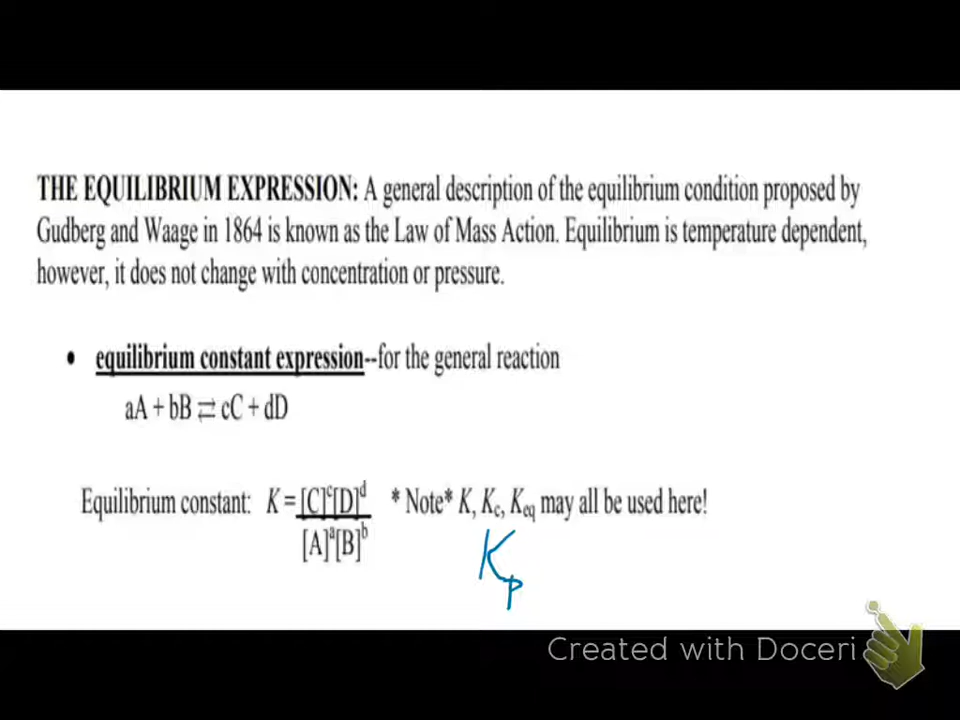 THE EQUILIBRIUM EXPRESSION: A general description of the equilibrium condition proposed by
Gudberg and Waage in 1864 is known as the Law of Mass Action. Equilibrium is temperature dependent,
however, it does not change with concentration or pressure.
• equilibrium constant expression--for the general reaction
aA + bB ⇄ cC + dD
Equilibrium constant: K = [C]ᶜ[D]ᵈ * Note* K, Kc, Keq may all be used here!
[A]ᵃ[B]ᵇ
Kp
Created with Doceri